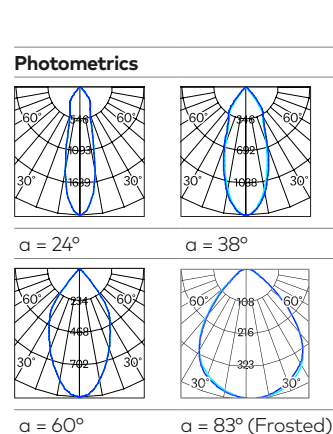 Photometrics
60° 546 60°
1093
30° 1639 30°
60° 346 60°
692
30° 1038 30°
α = 24°
α = 38°
60° 234 60°
468
30° 702 30°
60° 108 60°
216
323
30° 30°
α = 60°
α = 83° (Frosted)